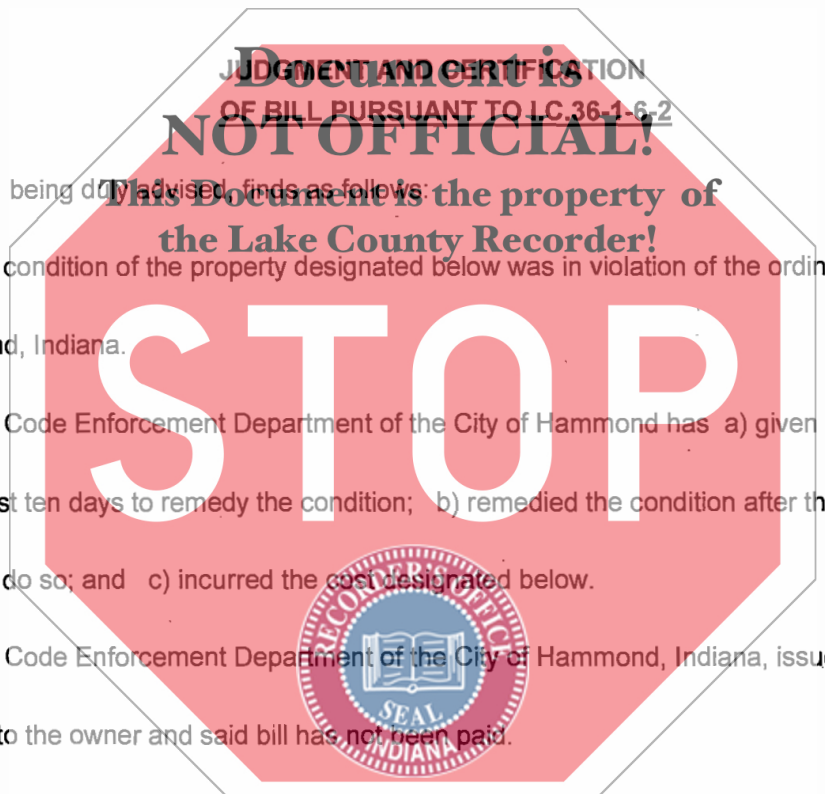 JUDGMENT AND CERTIFICATION
OF BILL PURSUANT TO I.C. 36-1-6-2
Document is
NOT OFFICIAL!
This Document is the property of
the Lake County Recorder!
being duly advised, finds as follows:
condition of the property designated below was in violation of the ordin
d, Indiana.
STOP
Code Enforcement Department of the City of Hammond has a) given
st ten days to remedy the condition; b) remedied the condition after th
do so; and c) incurred the cost designated below.
Code Enforcement Department of the City of Hammond, Indiana, issu
to the owner and said bill has not been paid.
RECORDER'S OFFICE
SEAL
INDIANA